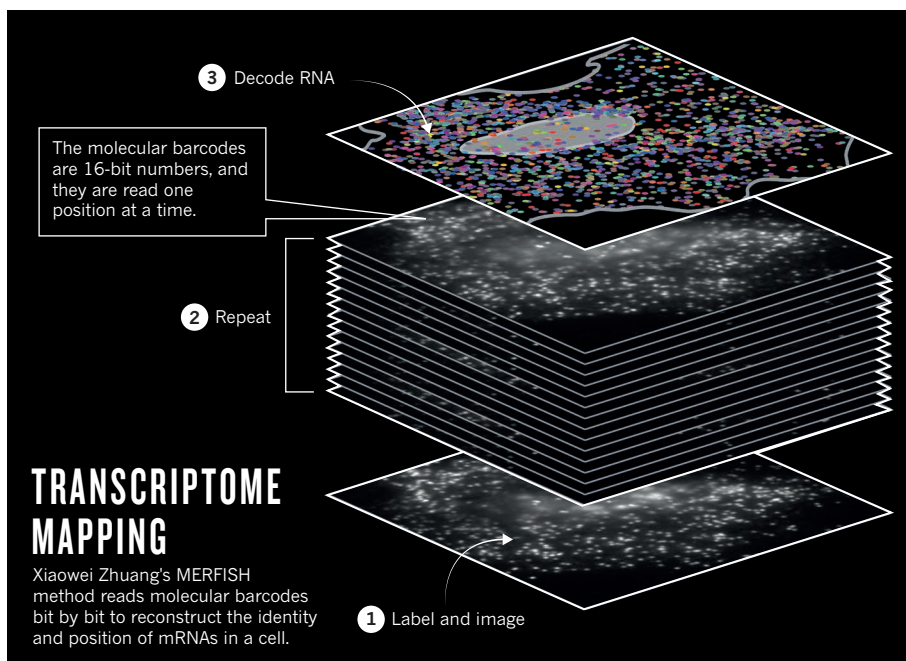 3 Decode RNA
The molecular barcodes
are 16-bit numbers, and
they are read one
position at a time.
2 Repeat
TRANSCRIPTOME
MAPPING
Xiaowei Zhuang's MERFISH
method reads molecular barcodes
bit by bit to reconstruct the identity
and position of mRNAs in a cell.
1 Label and image